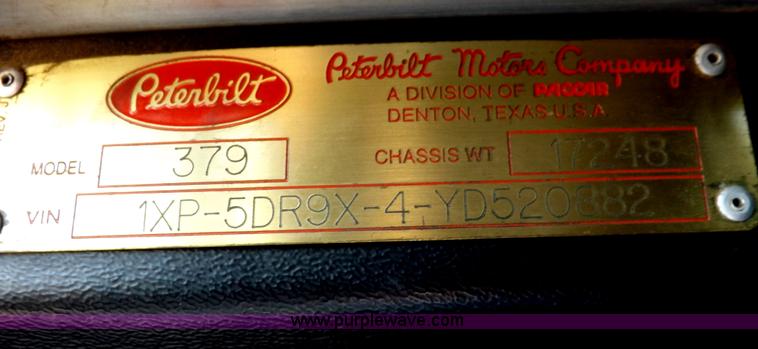 Peterbilt
Peterbilt Motors Company
A DIVISION OF PACCAR
DENTON, TEXAS U.S.A
MODEL 379
CHASSIS WT 17248
VIN 1XP-5DR9X-4-YD520882
www.purplewave.com